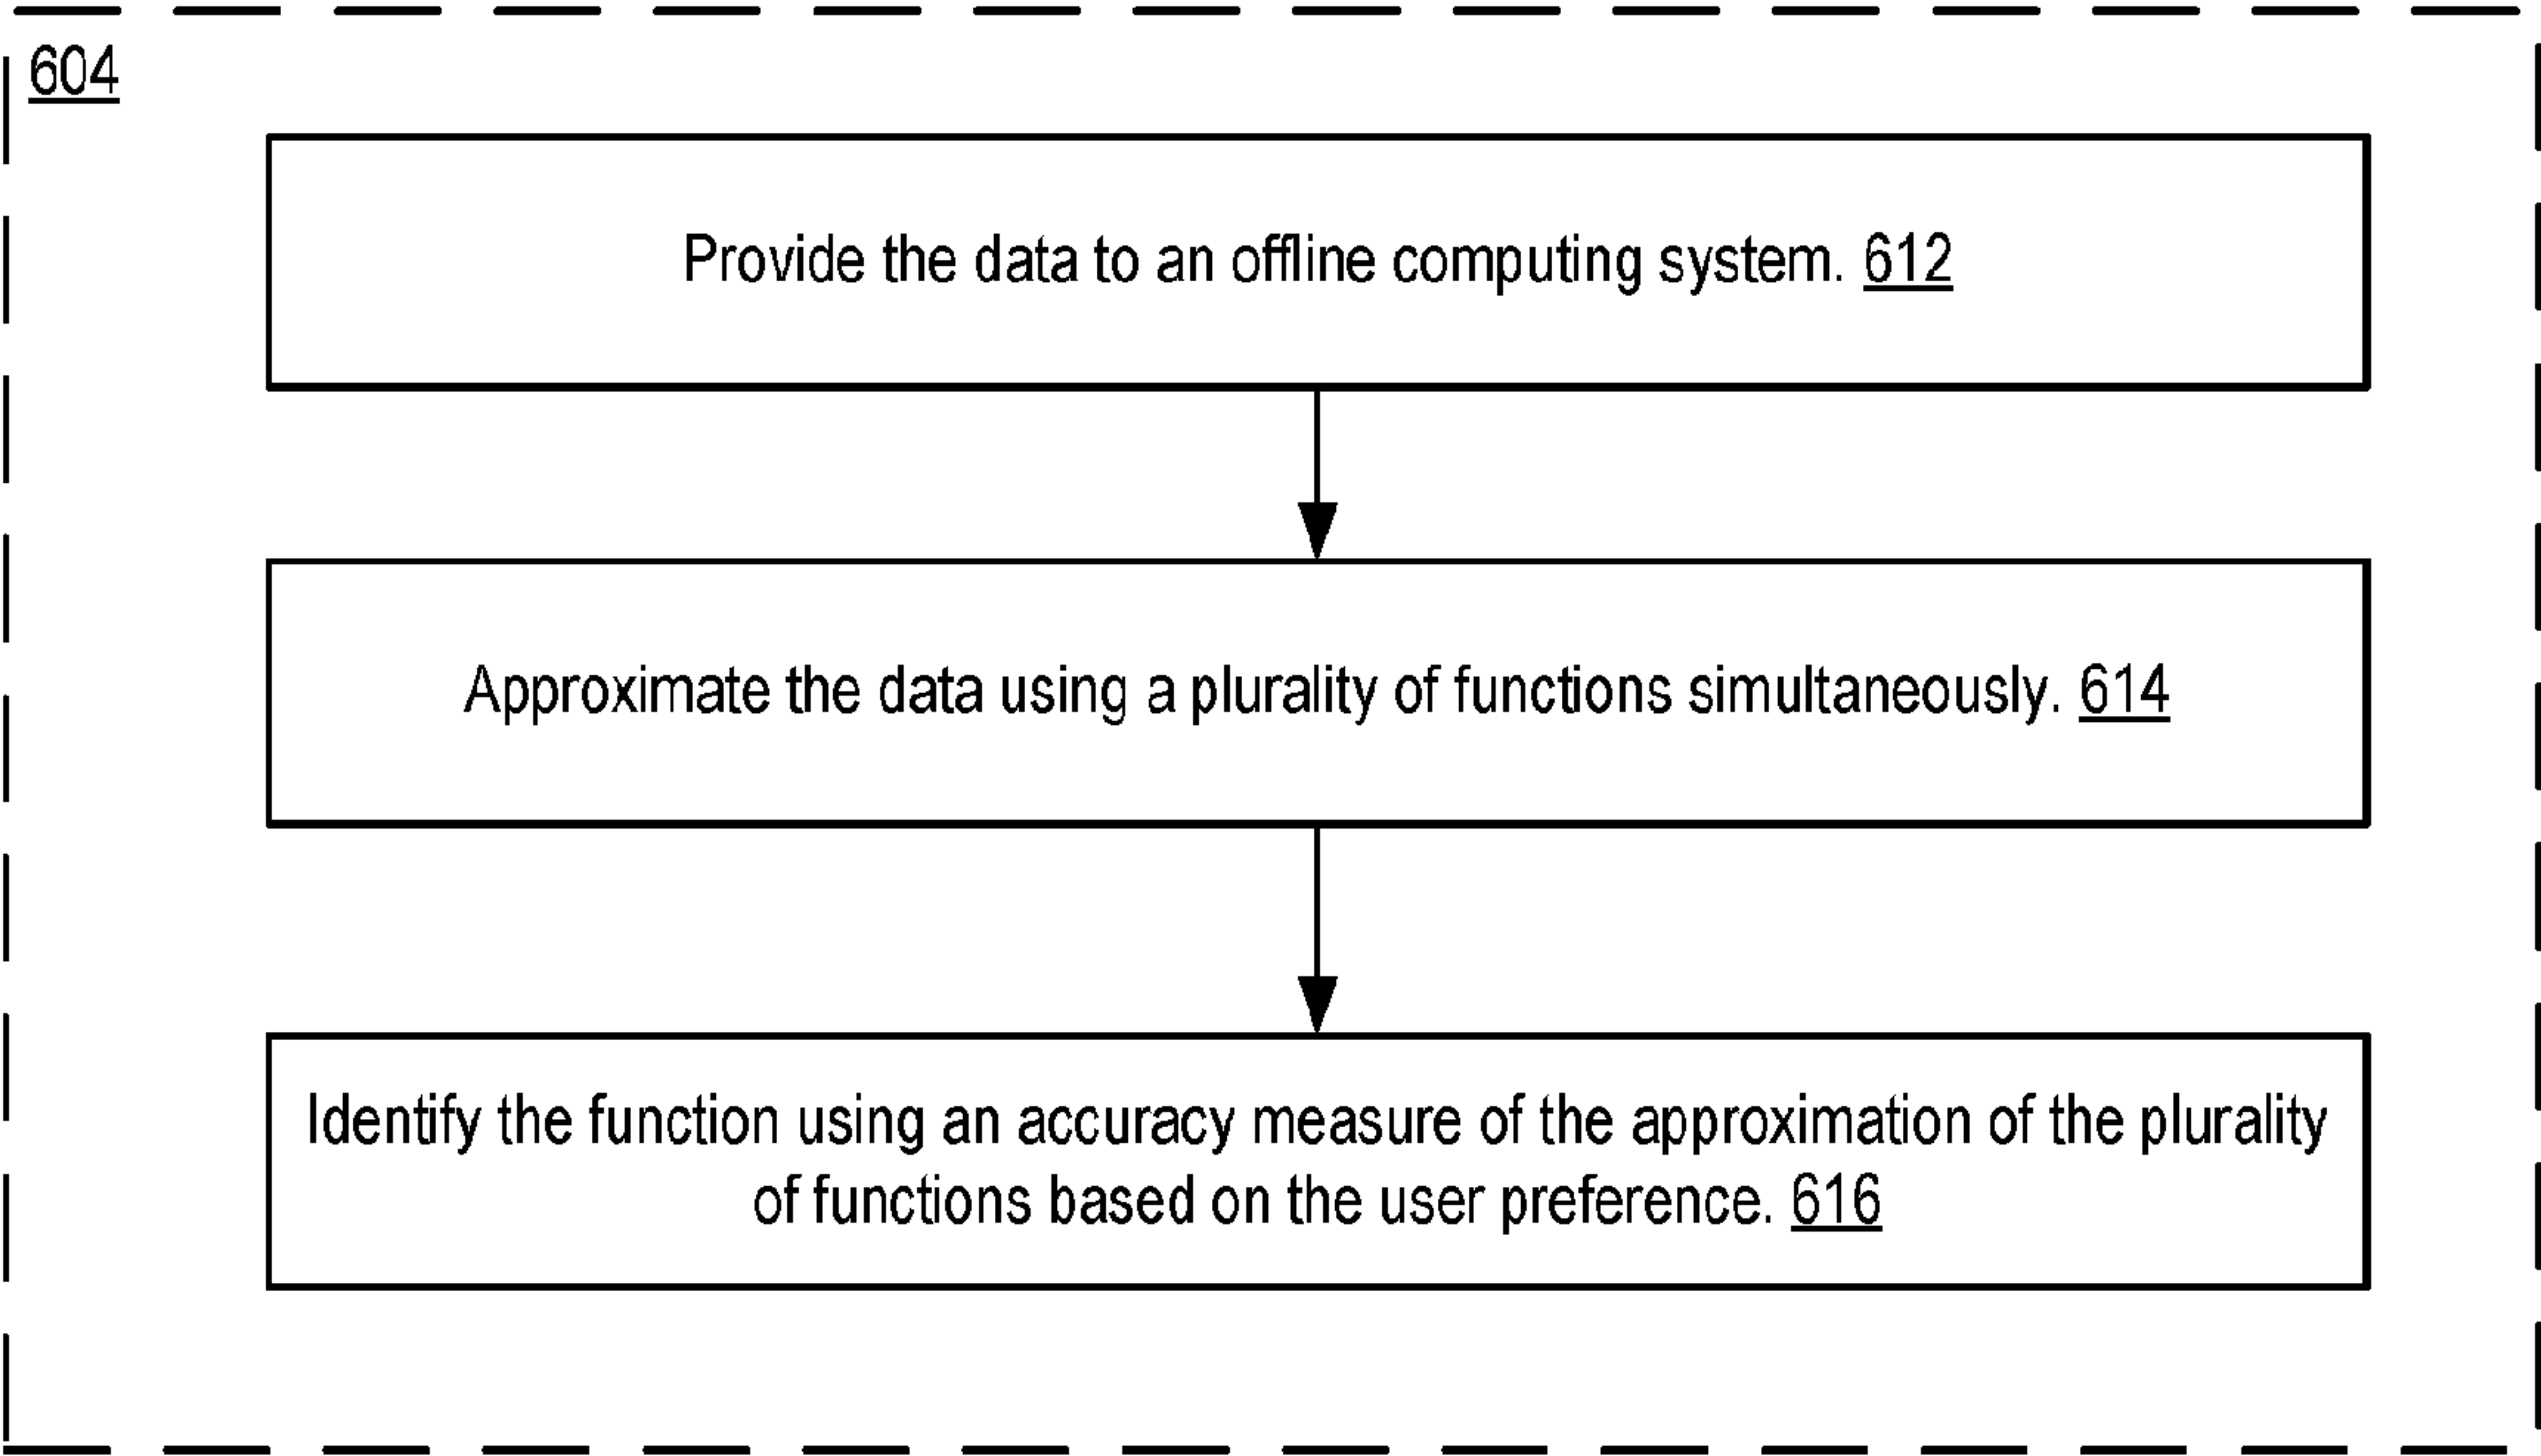 604
Provide the data to an offline computing system. 612
Approximate the data using a plurality of functions simultaneously. 614
Identify the function using an accuracy measure of the approximation of the plurality
of functions based on the user preference. 616